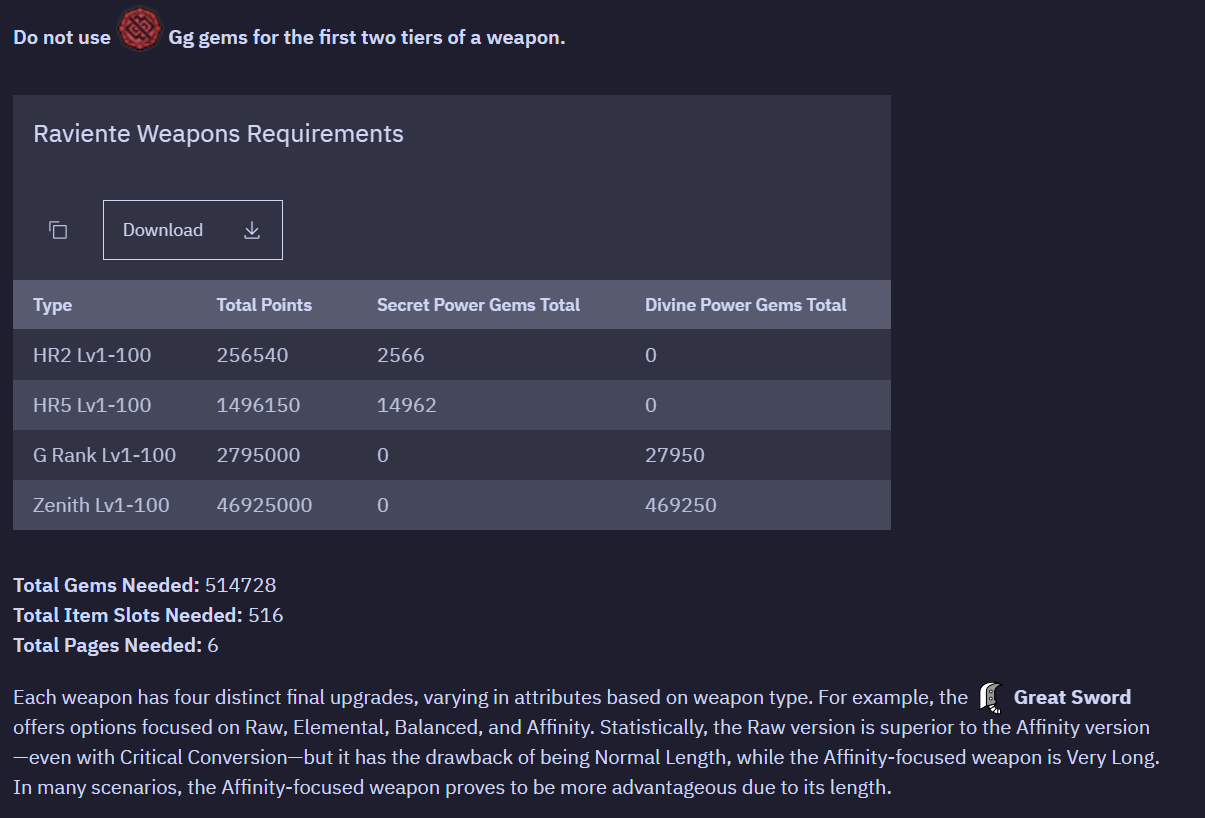 Do not use Gg gems for the first two tiers of a weapon.
Raviente Weapons Requirements
Download
Type Total Points Secret Power Gems Total Divine Power Gems Total
HR2 Lv1-100 256540 2566 0
HR5 Lv1-100 1496150 14962 0
G Rank Lv1-100 2795000 0 27950
Zenith Lv1-100 46925000 0 469250
Total Gems Needed: 514728
Total Item Slots Needed: 516
Total Pages Needed: 6
Each weapon has four distinct final upgrades, varying in attributes based on weapon type. For example, the Great Sword
offers options focused on Raw, Elemental, Balanced, and Affinity. Statistically, the Raw version is superior to the Affinity version
—even with Critical Conversion—but it has the drawback of being Normal Length, while the Affinity-focused weapon is Very Long.
In many scenarios, the Affinity-focused weapon proves to be more advantageous due to its length.